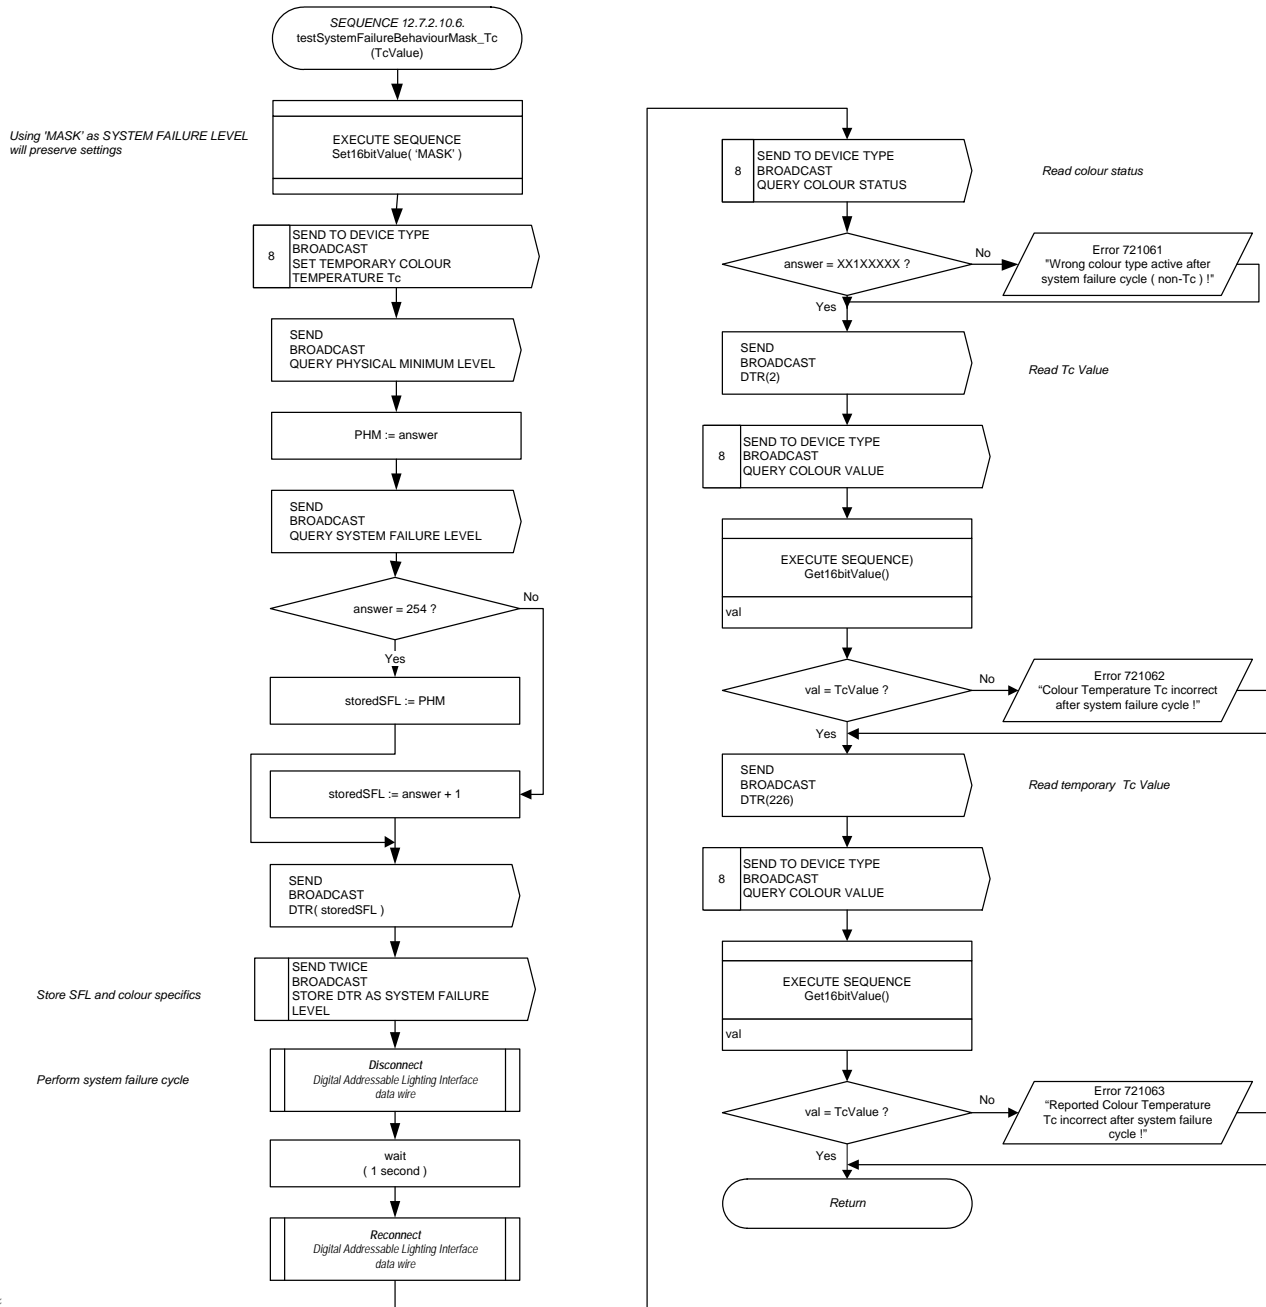 SEQUENCE 12.7.2.10.6.
testSystemFailureBehaviourMask_Tc
(TcValue)
Using 'MASK' as SYSTEM FAILURE LEVEL
will preserve settings
EXECUTE SEQUENCE
Set16bitValue( 'MASK' )
8
SEND TO DEVICE TYPE
BROADCAST
SET TEMPORARY COLOUR
TEMPERATURE Tc
SEND
BROADCAST
QUERY PHYSICAL MINIMUM LEVEL
PHM := answer
SEND
BROADCAST
QUERY SYSTEM FAILURE LEVEL
answer = 254 ?
No
Yes
storedSFL := PHM
storedSFL := answer + 1
SEND
BROADCAST
DTR( storedSFL )
Store SFL and colour specifics
SEND TWICE
BROADCAST
STORE DTR AS SYSTEM FAILURE
LEVEL
Perform system failure cycle
Disconnect
Digital Addressable Lighting Interface
data wire
wait
( 1 second )
Reconnect
Digital Addressable Lighting Interface
data wire
8
SEND TO DEVICE TYPE
BROADCAST
QUERY COLOUR STATUS
Read colour status
answer = XX1XXXXX ?
No
Error 721061
"Wrong colour type active after
system failure cycle ( non-Tc ) !"
Yes
SEND
BROADCAST
DTR(2)
Read Tc Value
8
SEND TO DEVICE TYPE
BROADCAST
QUERY COLOUR VALUE
EXECUTE SEQUENCE)
Get16bitValue()
val
val = TcValue ?
No
Error 721062
“Colour Temperature Tc incorrect
after system failure cycle !”
Yes
SEND
BROADCAST
DTR(226)
Read temporary Tc Value
8
SEND TO DEVICE TYPE
BROADCAST
QUERY COLOUR VALUE
EXECUTE SEQUENCE
Get16bitValue()
val
val = TcValue ?
No
Error 721063
“Reported Colour Temperature
Tc incorrect after system failure
cycle !”
Yes
Return